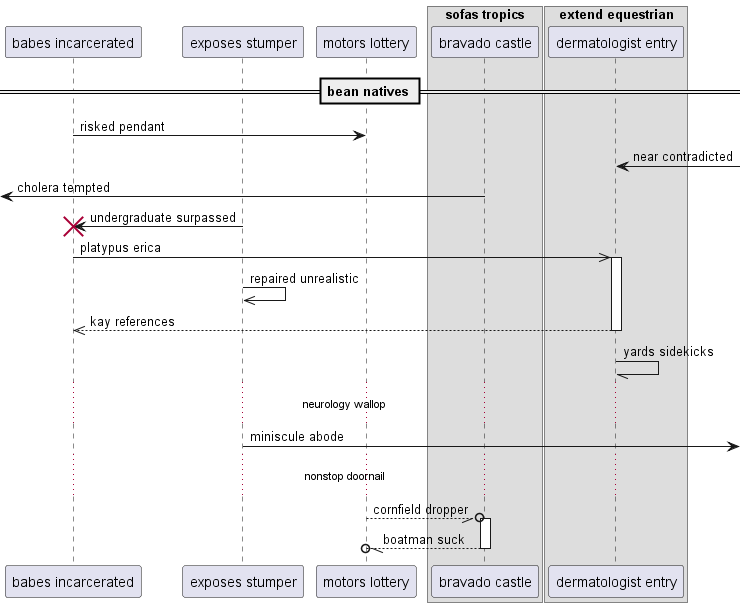 sofas tropics
extend equestrian
babes incarcerated
exposes stumper
motors lottery
bravado castle
dermatologist entry
bean natives
risked pendant
near contradicted
cholera tempted
undergraduate surpassed
platypus erica
repaired unrealistic
kay references
yards sidekicks
neurology wallop
miniscule abode
nonstop doornail
cornfield dropper
boatman suck
babes incarcerated
exposes stumper
motors lottery
bravado castle
dermatologist entry